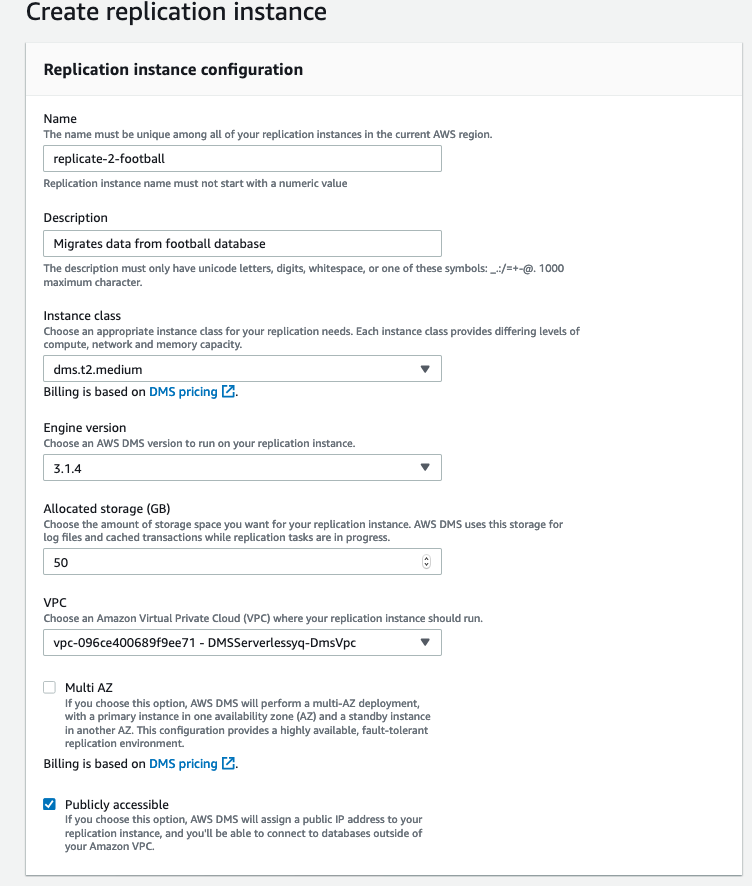 Create replication instance
Replication instance configuration
Name
The name must be unique among all of your replication instances in the current AWS region.
replicate-2-football
Replication instance name must not start with a numeric value
Description
Migrates data from football database
The description must only have unicode letters, digits, whitespace, or one of these symbols: _.:/=+-@. 1000
maximum character.
Instance class
Choose an appropriate instance class for your replication needs. Each instance class provides differing levels of
compute, network and memory capacity.
dms.t2.medium
Billing is based on DMS pricing.
Engine version
Choose an AWS DMS version to run on your replication instance.
3.1.4
Allocated storage (GB)
Choose the amount of storage space you want for your replication instance. AWS DMS uses this storage for
log files and cached transactions while replication tasks are in progress.
50
VPC
Choose an Amazon Virtual Private Cloud (VPC) where your replication instance should run.
vpc-096ce400689f9ee71 - DMSServerlessyq-DmsVpc
Multi AZ
If you choose this option, AWS DMS will perform a multi-AZ deployment,
with a primary instance in one availability zone (AZ) and a standby instance
in another AZ. This configuration provides a highly available, fault-tolerant
replication environment.
Billing is based on DMS pricing.
Publicly accessible
If you choose this option, AWS DMS will assign a public IP address to your
replication instance, and you'll be able to connect to databases outside of
your Amazon VPC.